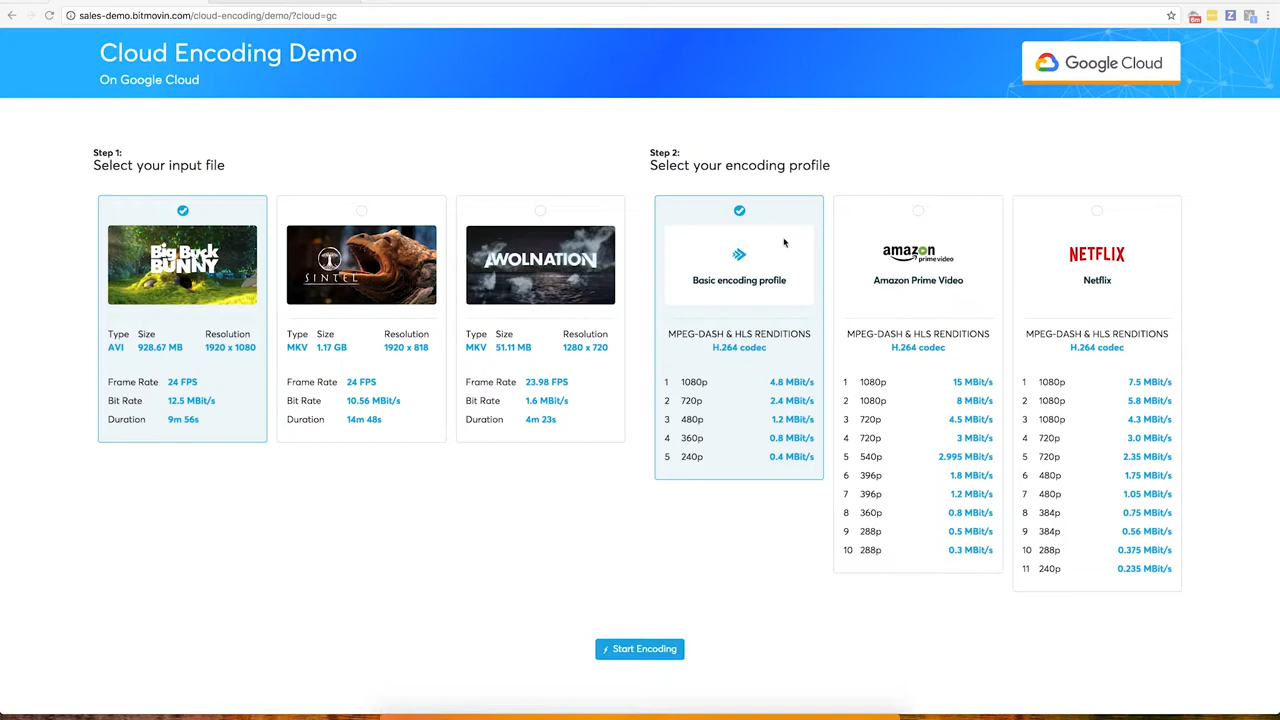 sales-demo.bitmovin.com/cloud-encoding/demo/?cloud=gc
6m
Z
Cloud Encoding Demo
On Google Cloud
Google Cloud
Step 1:
Select your input file
Big Buck
BUNNY
Type Size Resolution
AVI 928.67 MB 1920 x 1080
Frame Rate 24 FPS
Bit Rate 12.5 MBit/s
Duration 9m 56s
SINTEL
Type Size Resolution
MKV 1.17 GB 1920 x 818
Frame Rate 24 FPS
Bit Rate 10.56 MBit/s
Duration 14m 48s
AWOLNATION
Type Size Resolution
MKV 51.11 MB 1280 x 720
Frame Rate 23.98 FPS
Bit Rate 1.6 MBit/s
Duration 4m 23s
Step 2:
Select your encoding profile
Basic encoding profile
MPEG-DASH & HLS RENDITIONS
H.264 codec
1 1080p 4.8 MBit/s
2 720p 2.4 MBit/s
3 480p 1.2 MBit/s
4 360p 0.8 MBit/s
5 240p 0.4 MBit/s
amazon
prime video
Amazon Prime Video
MPEG-DASH & HLS RENDITIONS
H.264 codec
1 1080p 15 MBit/s
2 1080p 8 MBit/s
3 720p 4.5 MBit/s
4 720p 3 MBit/s
5 540p 2.995 MBit/s
6 396p 1.8 MBit/s
7 396p 1.2 MBit/s
8 360p 0.8 MBit/s
9 288p 0.5 MBit/s
10 288p 0.3 MBit/s
NETFLIX
Netflix
MPEG-DASH & HLS RENDITIONS
H.264 codec
1 1080p 7.5 MBit/s
2 1080p 5.8 MBit/s
3 1080p 4.3 MBit/s
4 720p 3.0 MBit/s
5 720p 2.35 MBit/s
6 480p 1.75 MBit/s
7 480p 1.05 MBit/s
8 384p 0.75 MBit/s
9 384p 0.56 MBit/s
10 288p 0.375 MBit/s
11 240p 0.235 MBit/s
Start Encoding